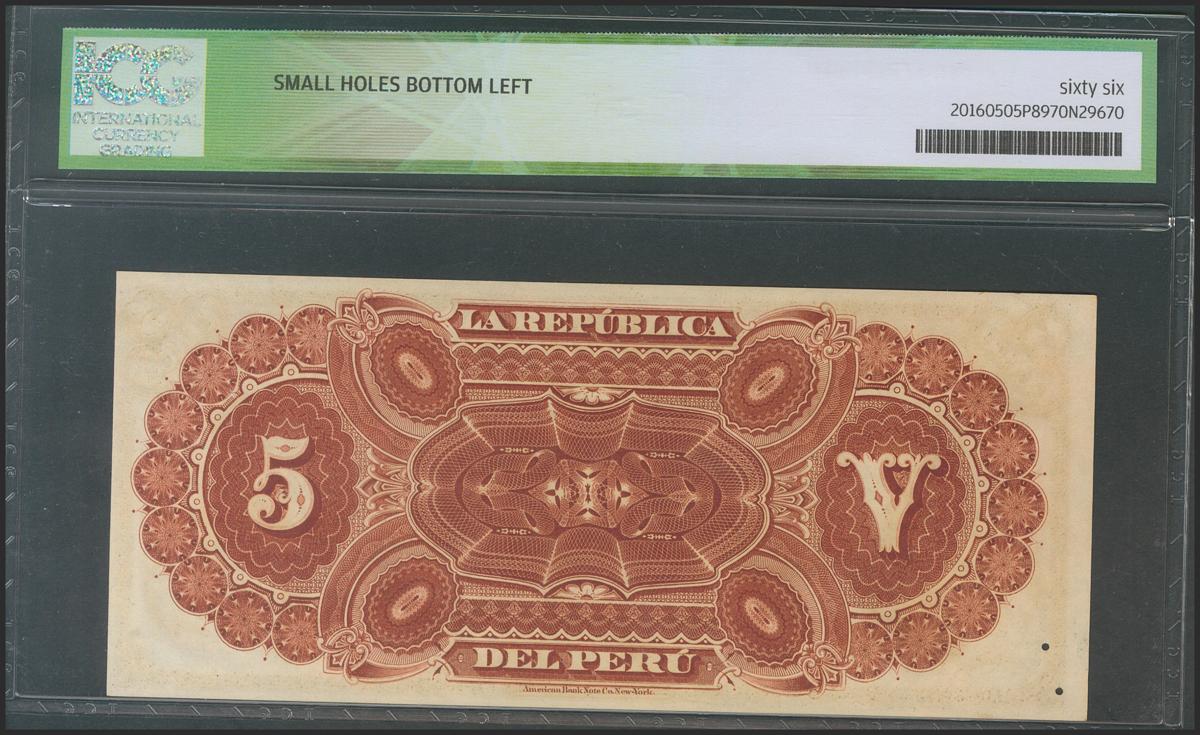 ICG
INTERNATIONAL
CURRENCY
GRADING
SMALL HOLES BOTTOM LEFT
sixty six
20160505P8970N29670
LA REPÚBLICA
5
V
DEL PERÚ
American Bank Note Co. New-York.